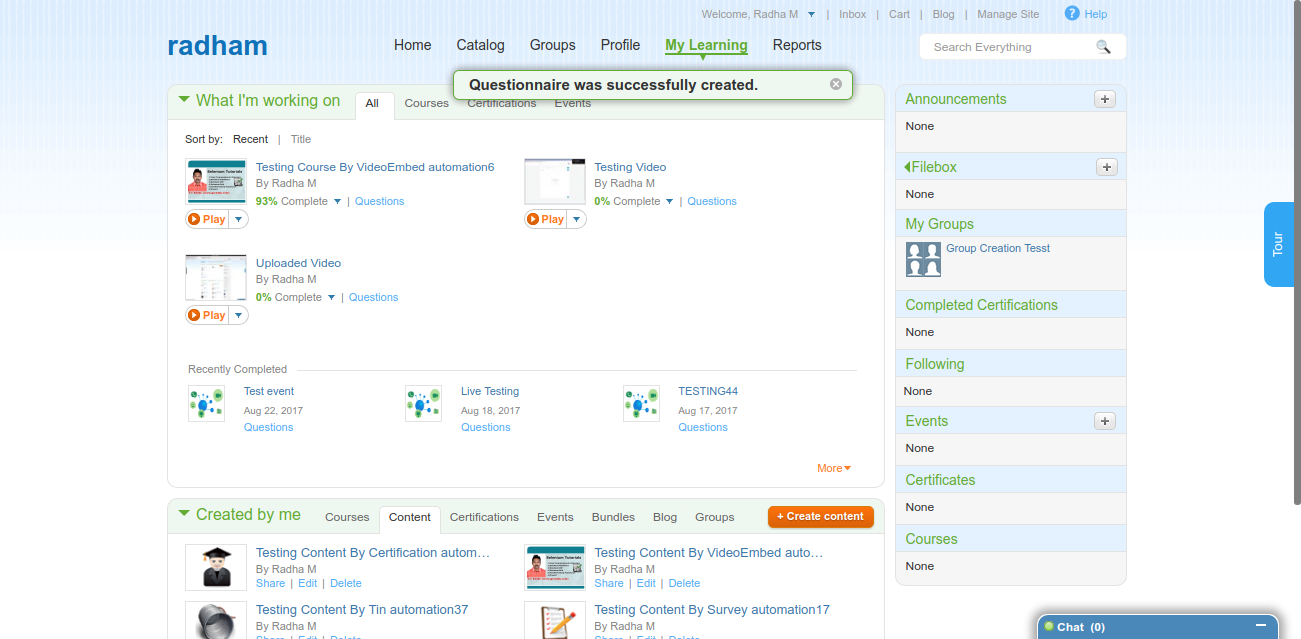 Welcome, Radha M | Inbox | Cart | Blog | Manage Site ? Help
radham
Home Catalog Groups Profile My Learning Reports
Search Everything
Questionnaire was successfully created.
What I'm working on All Courses Certifications Events
Sort by: Recent | Title
Testing Course By VideoEmbed automation6
By Radha M
93% Complete | Questions
Play
Testing Video
By Radha M
0% Complete | Questions
Play
Uploaded Video
By Radha M
0% Complete | Questions
Play
Recently Completed
Test event
Aug 22, 2017
Questions
Live Testing
Aug 18, 2017
Questions
TESTING44
Aug 17, 2017
Questions
More
Created by me Courses Content Certifications Events Bundles Blog Groups + Create content
Testing Content By Certification autom…
By Radha M
Share | Edit | Delete
Testing Content By VideoEmbed auto…
By Radha M
Share | Edit | Delete
Testing Content By Tin automation37
By Radha M
Share | Edit | Delete
Testing Content By Survey automation17
By Radha M
Share | Edit | Delete
Announcements +
None
Filebox +
None
My Groups
Group Creation Tesst
Completed Certifications
None
Following
None
Events +
None
Certificates
None
Courses
None
Tour
Chat (0)